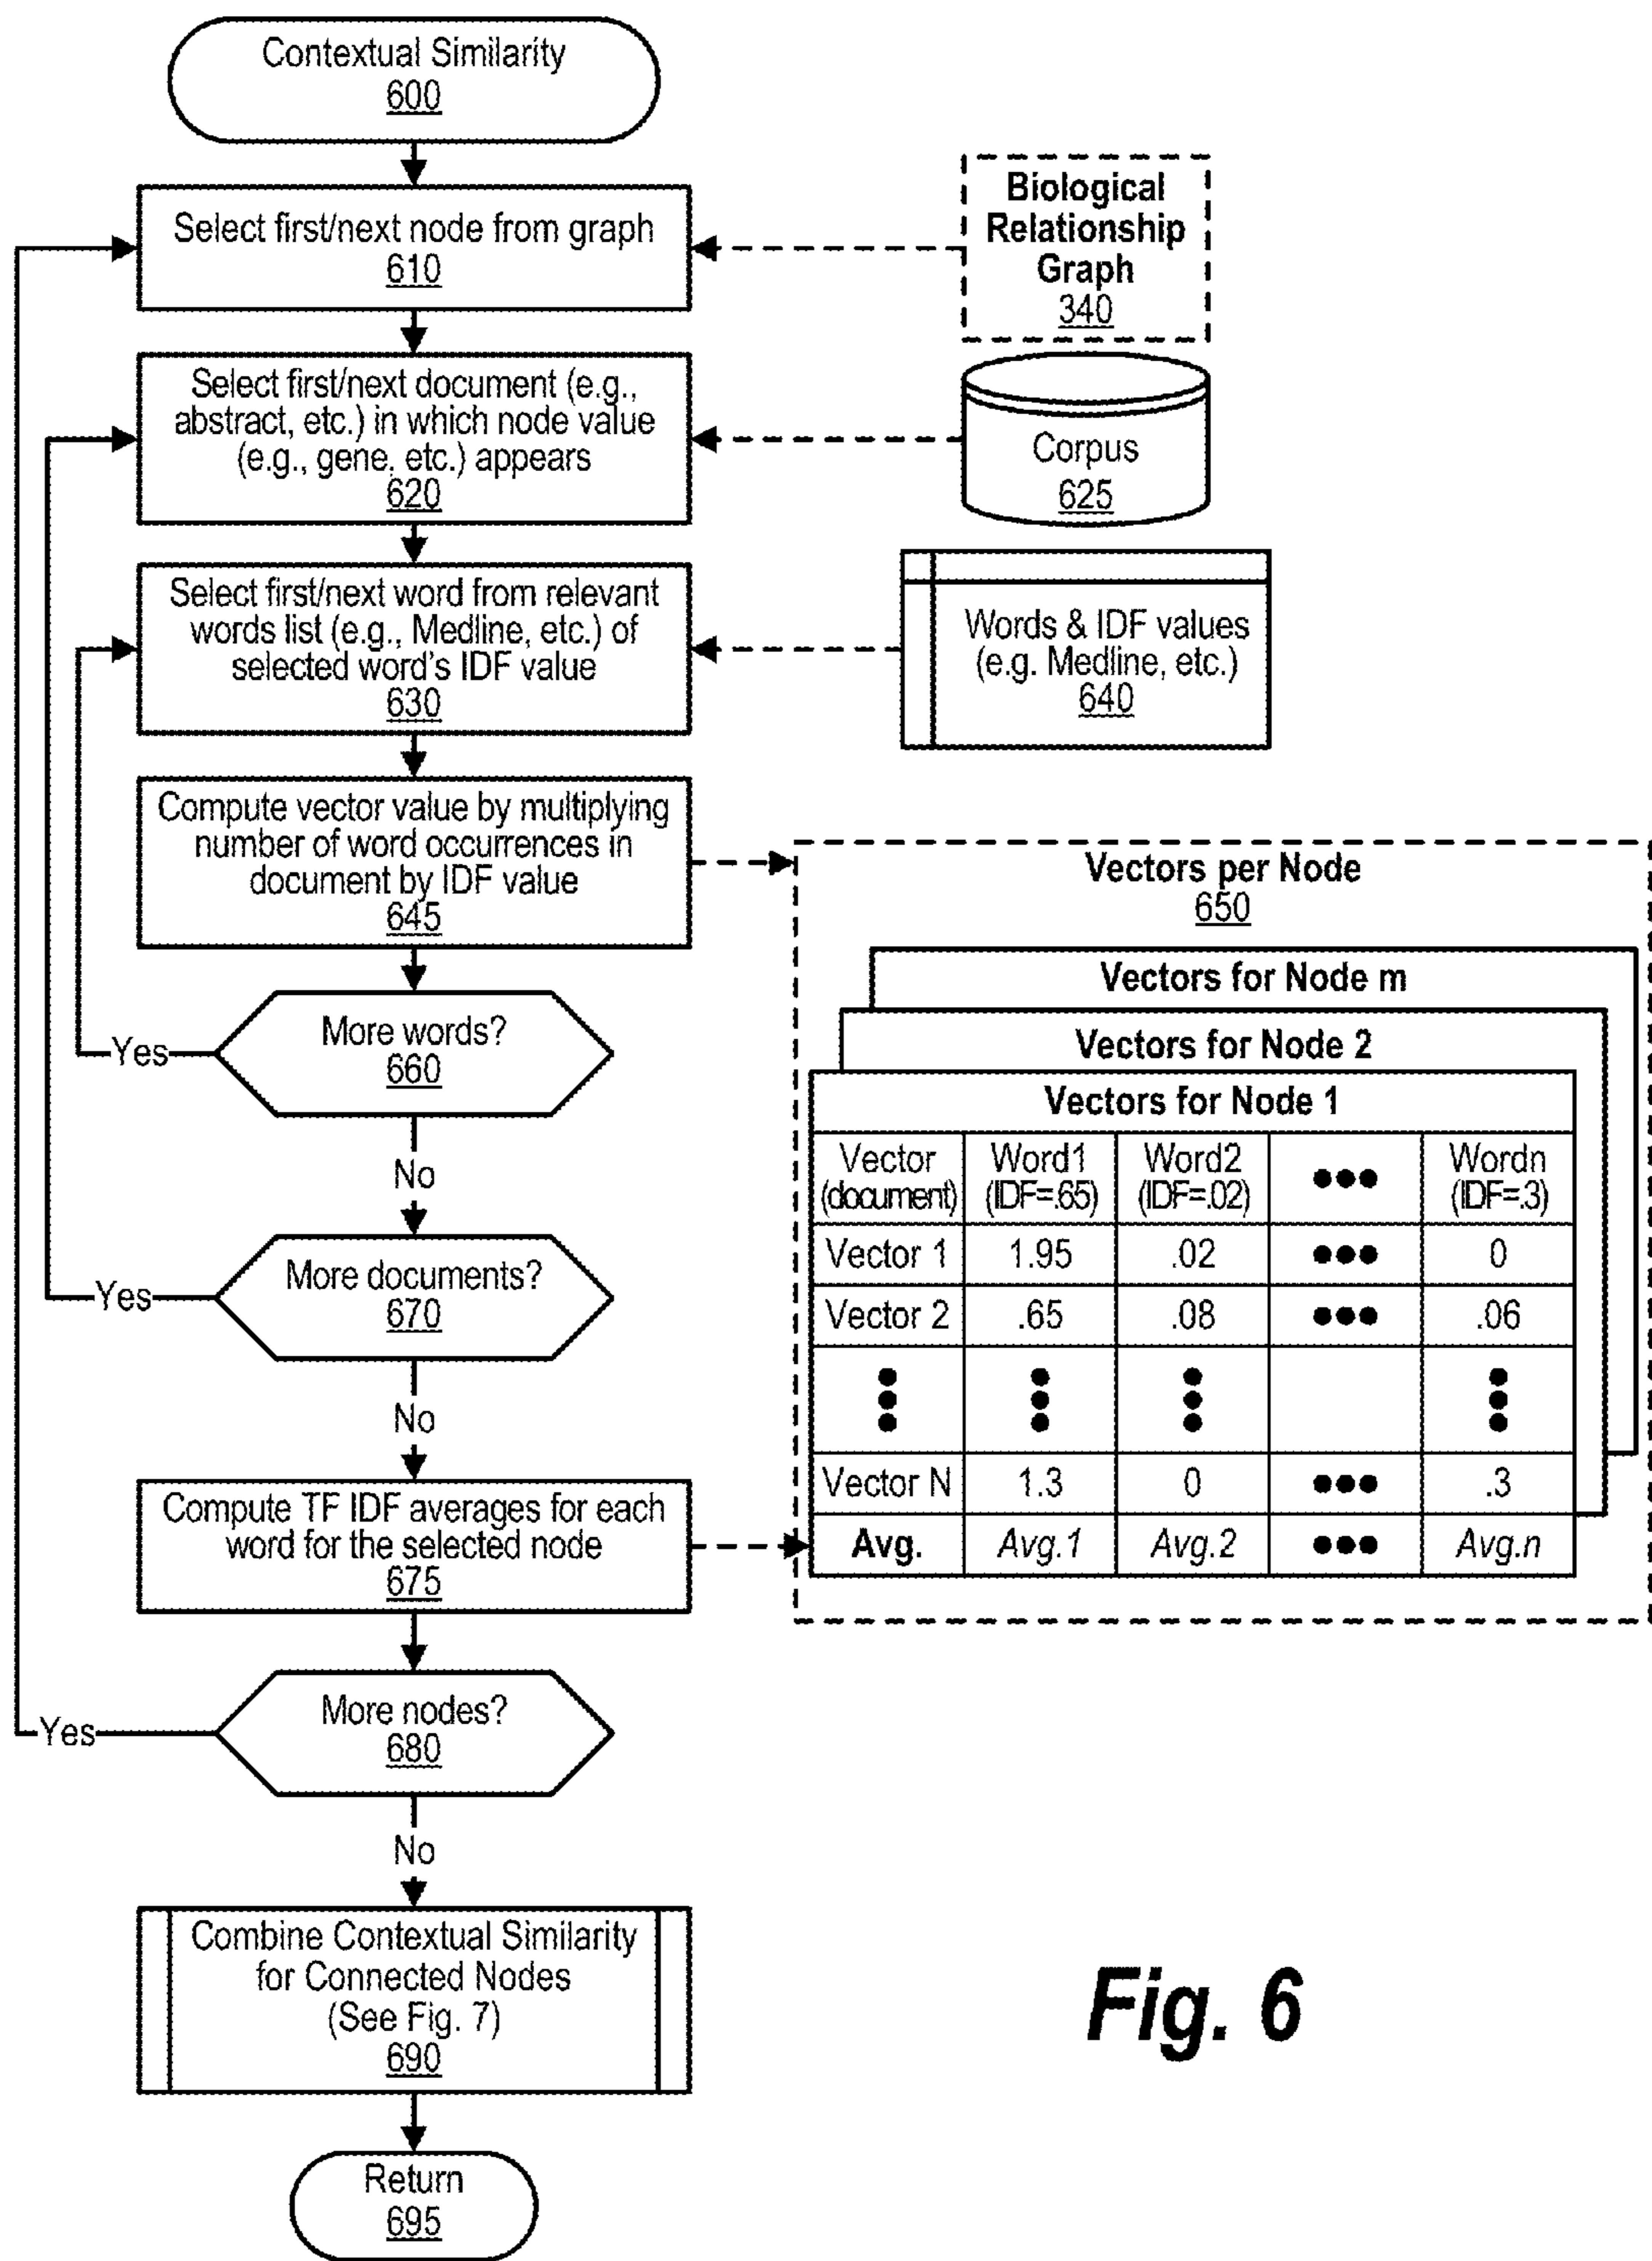 Contextual Similarity
600
Select first/next node from graph
610
Biological
Relationship
Graph
340
Select first/next document (e.g.,
abstract, etc.) in which node value
(e.g., gene, etc.) appears
620
Corpus
625
Select first/next word from relevant
words list (e.g., Medline, etc.) of
selected word's IDF value
630
Words & IDF values
(e.g. Medline, etc.)
640
Compute vector value by multiplying
number of word occurrences in
document by IDF value
645
Vectors per Node
650
Vectors for Node m
Vectors for Node 2
Vectors for Node 1
Vector (document) Word1 (IDF=.65) Word2 (IDF=.02) ●●● Wordn (IDF=.3)
Vector 1 1.95 .02 ●●● 0
Vector 2 .65 .08 ●●● .06
Vector N 1.3 0 ●●● .3
Avg. Avg.1 Avg.2 ●●● Avg.n
More words?
660
Yes
No
More documents?
670
Yes
No
Compute TF IDF averages for each
word for the selected node
675
More nodes?
680
Yes
No
Combine Contextual Similarity
for Connected Nodes
(See Fig. 7)
690
Return
695
Fig. 6